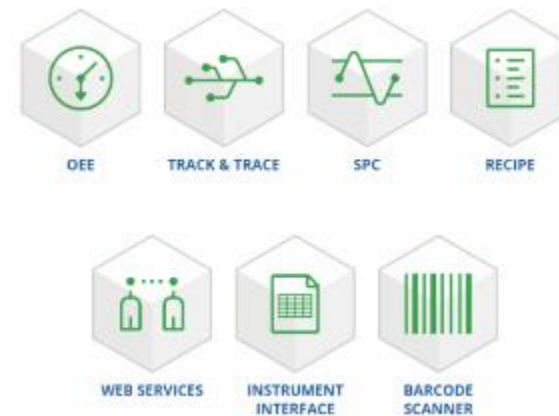 OEE
TRACK & TRACE
SPC
RECIPE
WEB SERVICES
INSTRUMENT
INTERFACE
BARCODE
SCANNER